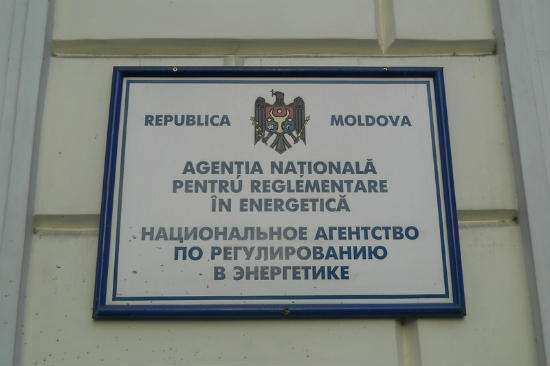 REPUBLICA MOLDOVA
AGENȚIA NAȚIONALĂ
PENTRU REGLEMENTARE
ÎN ENERGETICĂ
НАЦИОНАЛЬНОЕ АГЕНТСТВО
ПО РЕГУЛИРОВАНИЮ
В ЭНЕРГЕТИКЕ